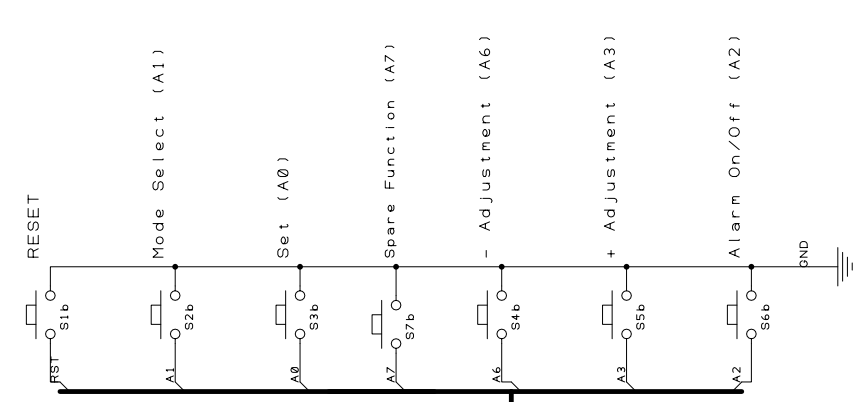 RESET
Mode Select (A1)
Set (A0)
Spare Function (A7)
- Adjustment (A6)
+ Adjustment (A3)
Alarm On/Off (A2)
GND
S1b
S2b
S3b
S7b
S4b
S5b
S6b
RST
A1
A0
A7
A6
A3
A2